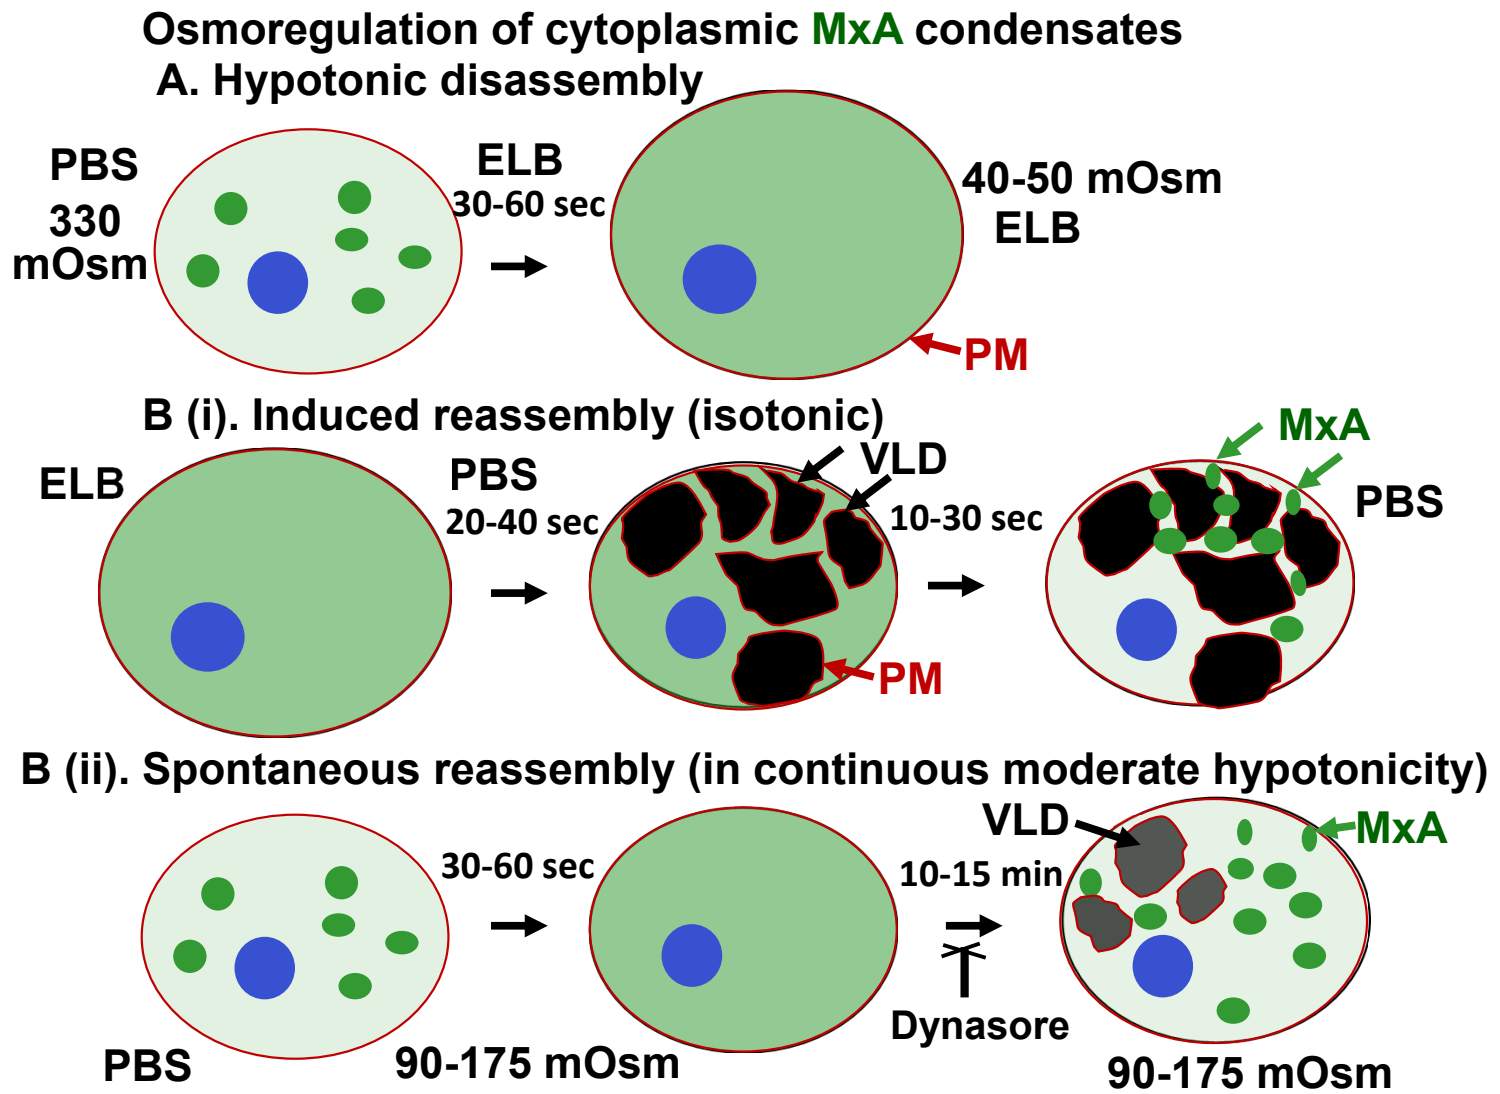 Osmoregulation of cytoplasmic MxA condensates
A. Hypotonic disassembly
PBS
330
mOsm
ELB
30-60 sec
40-50 mOsm
ELB
PM
B (i). Induced reassembly (isotonic)
ELB
PBS
20-40 sec
VLD
10-30 sec
MxA
PBS
PM
B (ii). Spontaneous reassembly (in continuous moderate hypotonicity)
30-60 sec
VLD
10-15 min
MxA
Dynasore
PBS
90-175 mOsm
90-175 mOsm